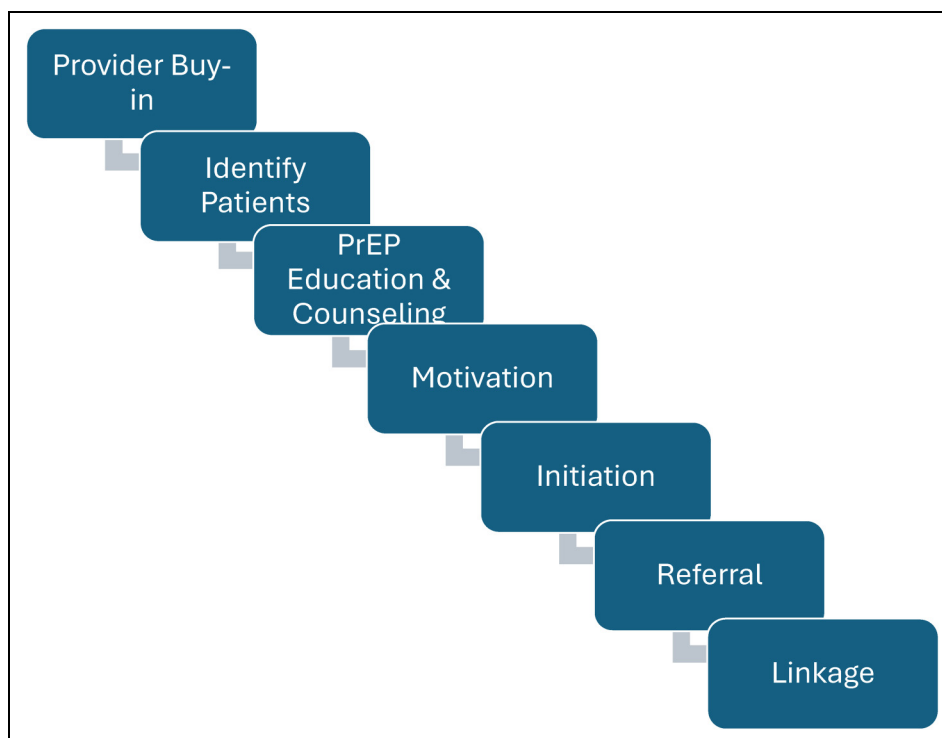 Provider Buy-
in
Identify
Patients
PrEP
Education &
Counseling
Motivation
Initiation
Referral
Linkage